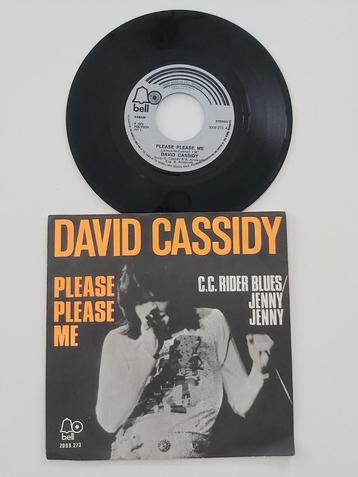 bell
STEREO
2008 273 A
PLEASE PLEASE ME
DAVID CASSIDY
DAVID CASSIDY
PLEASE
PLEASE
ME
C.C. RIDER BLUES/
JENNY
JENNY
bell
2008 273